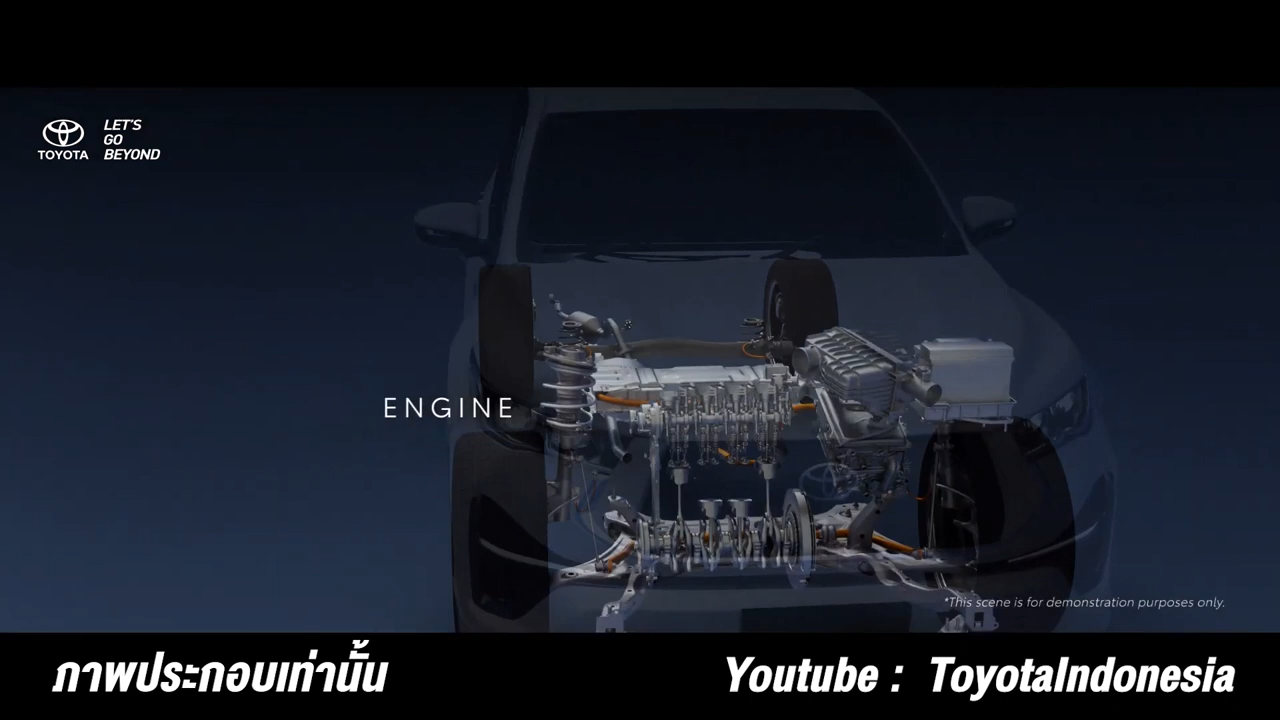 TOYOTA
LET'S
GO
BEYOND
ENGINE
*This scene is for demonstration purposes only.
ภาพประกอบเท่านั้น
Youtube : ToyotaIndonesia